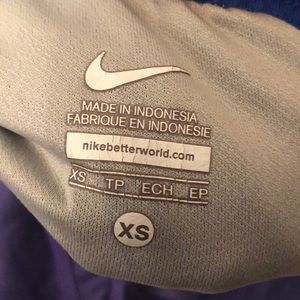 MADE IN INDONESIA
FABRIQUE EN INDONESIE
nikebetterworld.com
XS TP ECH EP
XS